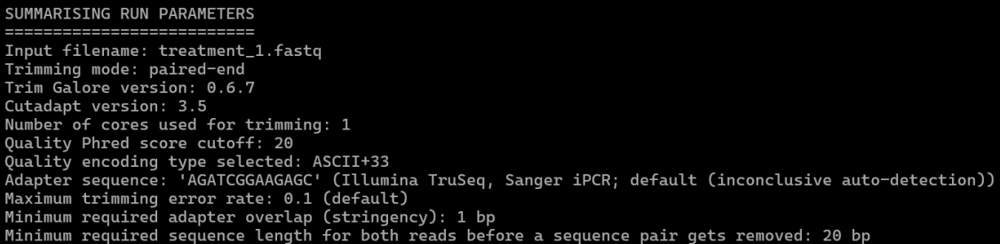 SUMMARISING RUN PARAMETERS
==========================
Input filename: treatment_1.fastq
Trimming mode: paired-end
Trim Galore version: 0.6.7
Cutadapt version: 3.5
Number of cores used for trimming: 1
Quality Phred score cutoff: 20
Quality encoding type selected: ASCII+33
Adapter sequence: 'AGATCGGAAGAGC' (Illumina TruSeq, Sanger iPCR; default (inconclusive auto-detection))
Maximum trimming error rate: 0.1 (default)
Minimum required adapter overlap (stringency): 1 bp
Minimum required sequence length for both reads before a sequence pair gets removed: 20 bp